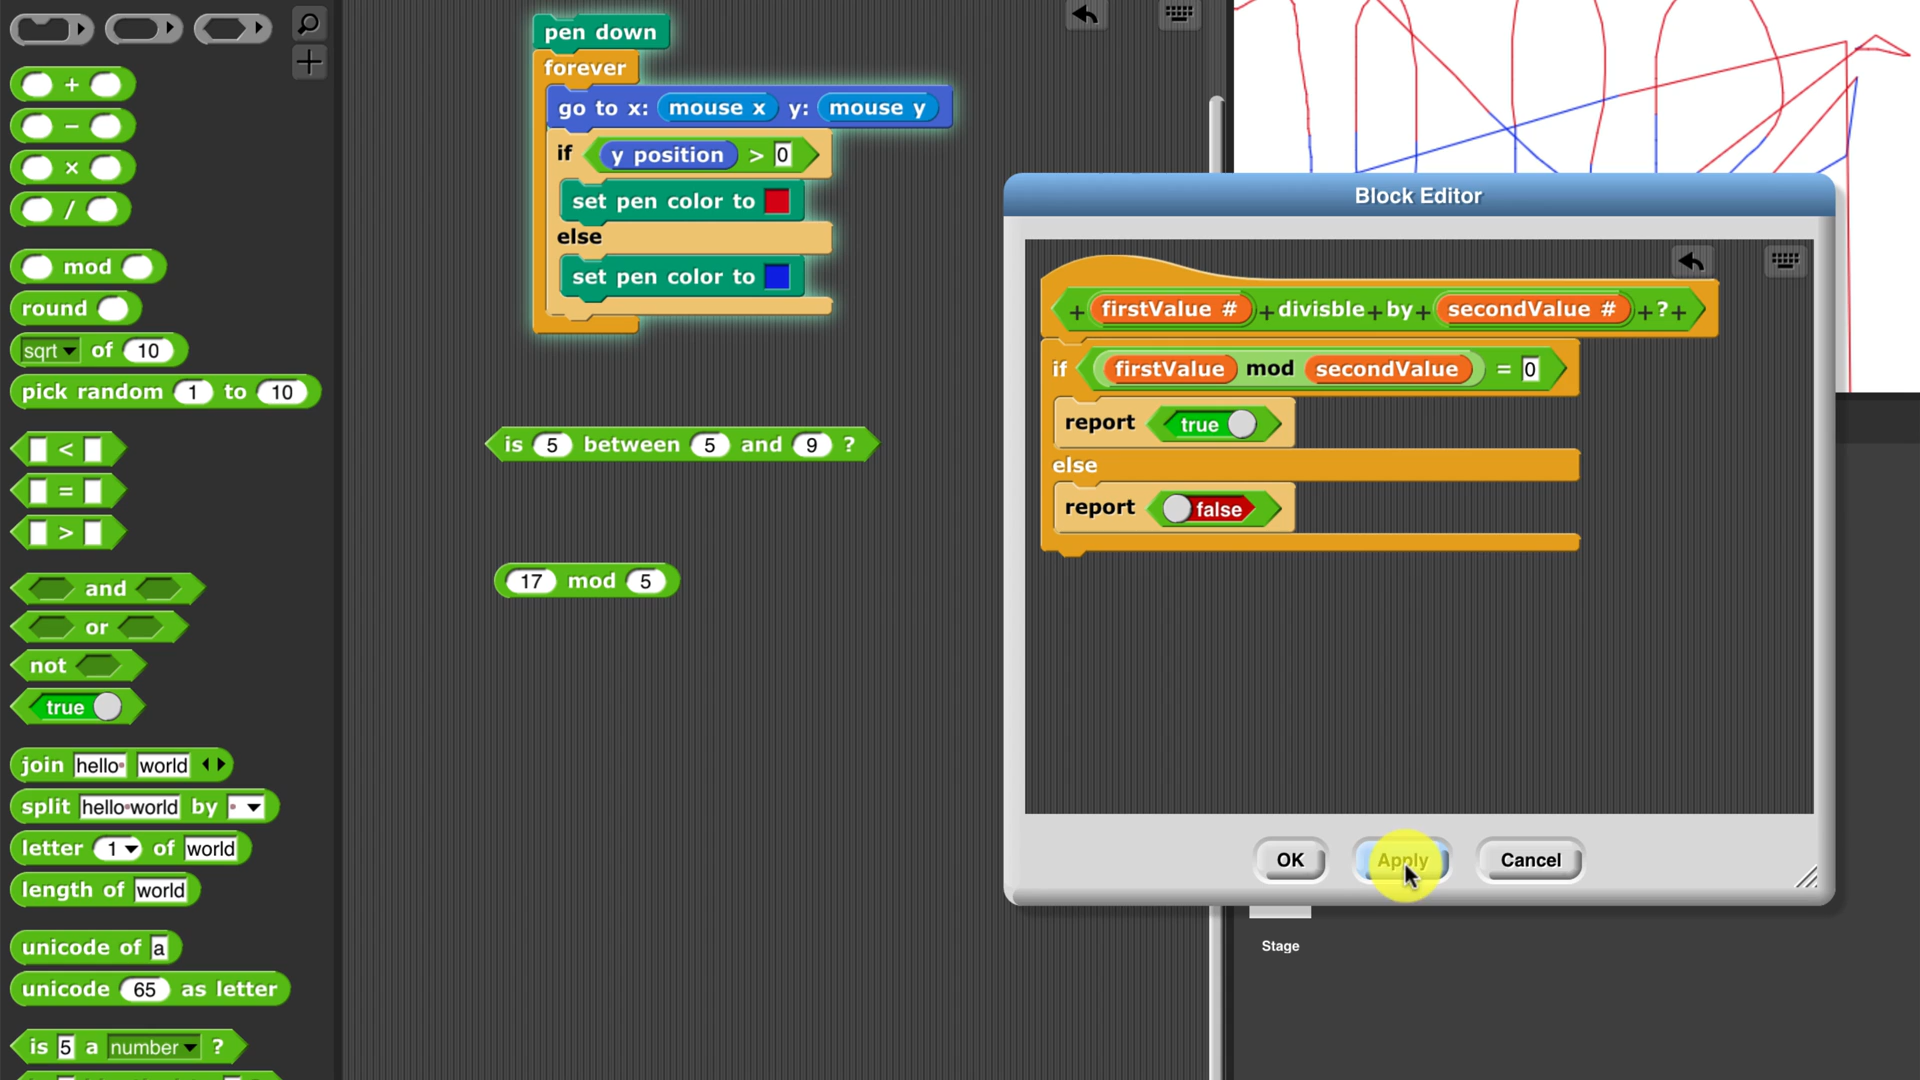 +
−
×
/
mod
round
sqrt of 10
pick random 1 to 10
<
=
>
and
or
not
true
join hello world
split hello world by
letter 1 of world
length of world
unicode of a
unicode 65 as letter
is 5 a number ?
pen down
forever
go to x: mouse x y: mouse y
if y position > 0
set pen color to
else
set pen color to
is 5 between 5 and 9 ?
17 mod 5
Block Editor
+ firstValue # + divisble + by + secondValue # + ? +
if firstValue mod secondValue = 0
report true
else
report false
OK Apply Cancel
Stage